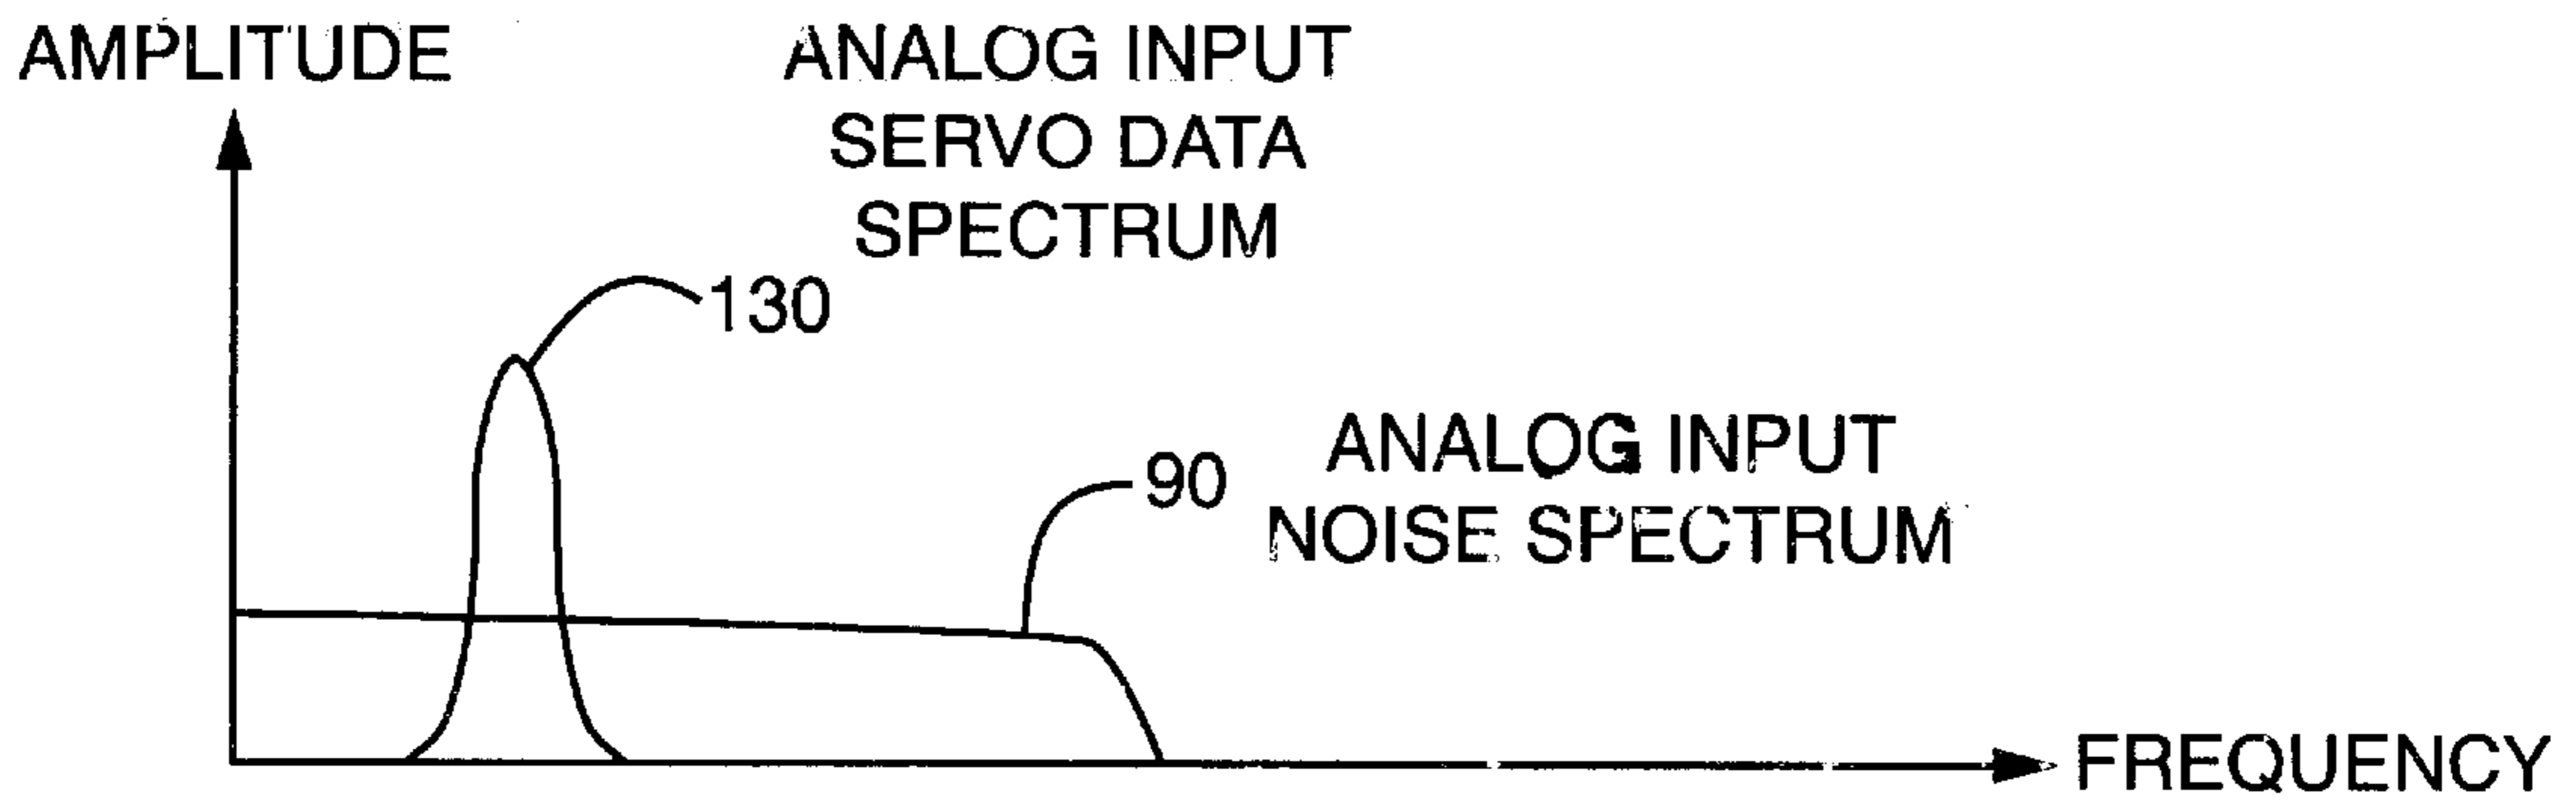 AMPLITUDE
ANALOG INPUT
SERVO DATA
SPECTRUM
130
90
ANALOG INPUT
NOISE SPECTRUM
FREQUENCY